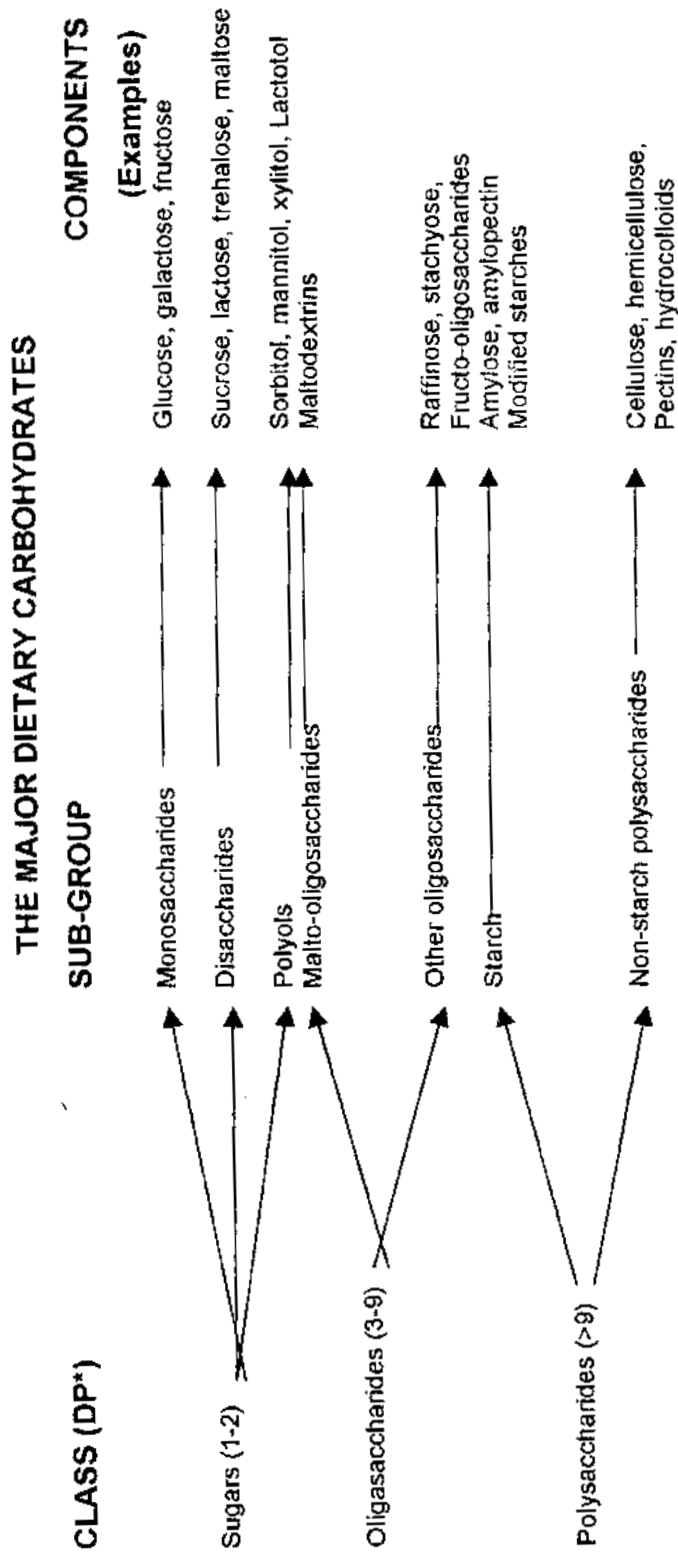 THE MAJOR DIETARY CARBOHYDRATES
CLASS (DP*)
SUB-GROUP
COMPONENTS
(Examples)
Sugars (1-2)
Monosaccharides
Glucose, galactose, fructose
Disaccharides
Sucrose, lactose, trehalose, maltose
Polyols
Sorbitol, mannitol, xylitol, Lactotol
Oligasaccharides (3-9)
Malto-oligosaccharides
Maltodextrins
Other oligosaccharides
Raffinose, stachyose,
Fructo-oligosaccharides
Polysaccharides (>9)
Starch
Amylose, amylopectin
Modified starches
Non-starch polysaccharides
Cellulose, hemicellulose,
Pectins, hydrocolloids